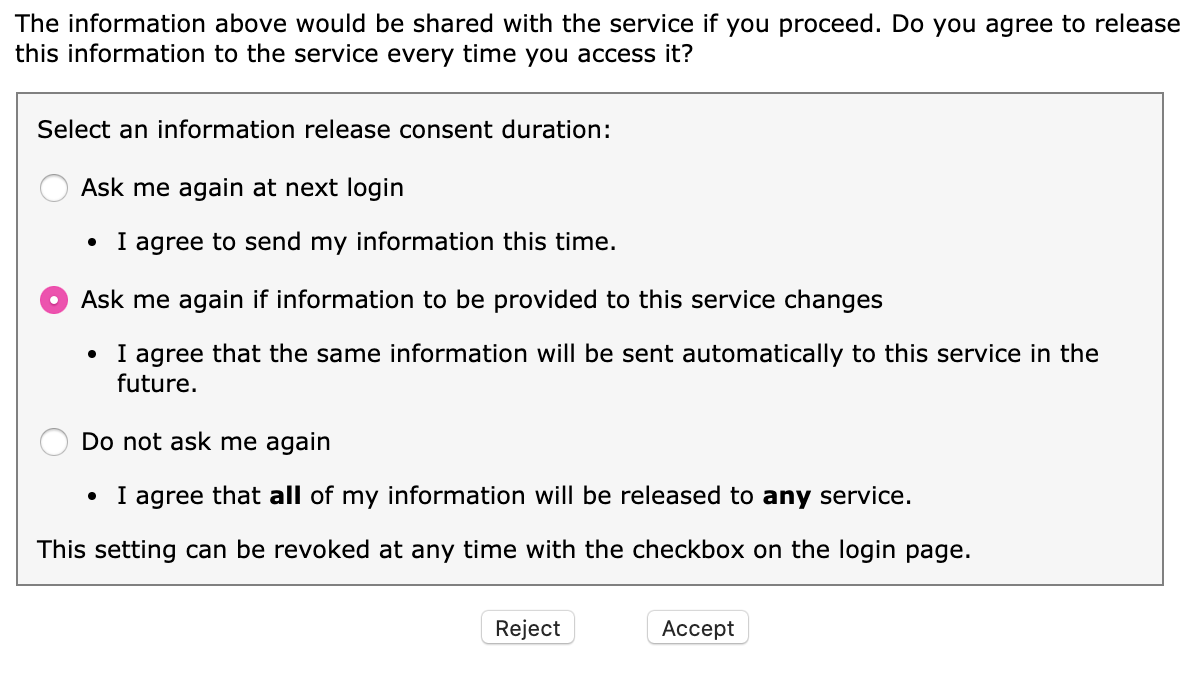 The information above would be shared with the service if you proceed. Do you agree to release
this information to the service every time you access it?
Select an information release consent duration:
Ask me again at next login
• I agree to send my information this time.
Ask me again if information to be provided to this service changes
• I agree that the same information will be sent automatically to this service in the
future.
Do not ask me again
• I agree that all of my information will be released to any service.
This setting can be revoked at any time with the checkbox on the login page.
Reject Accept